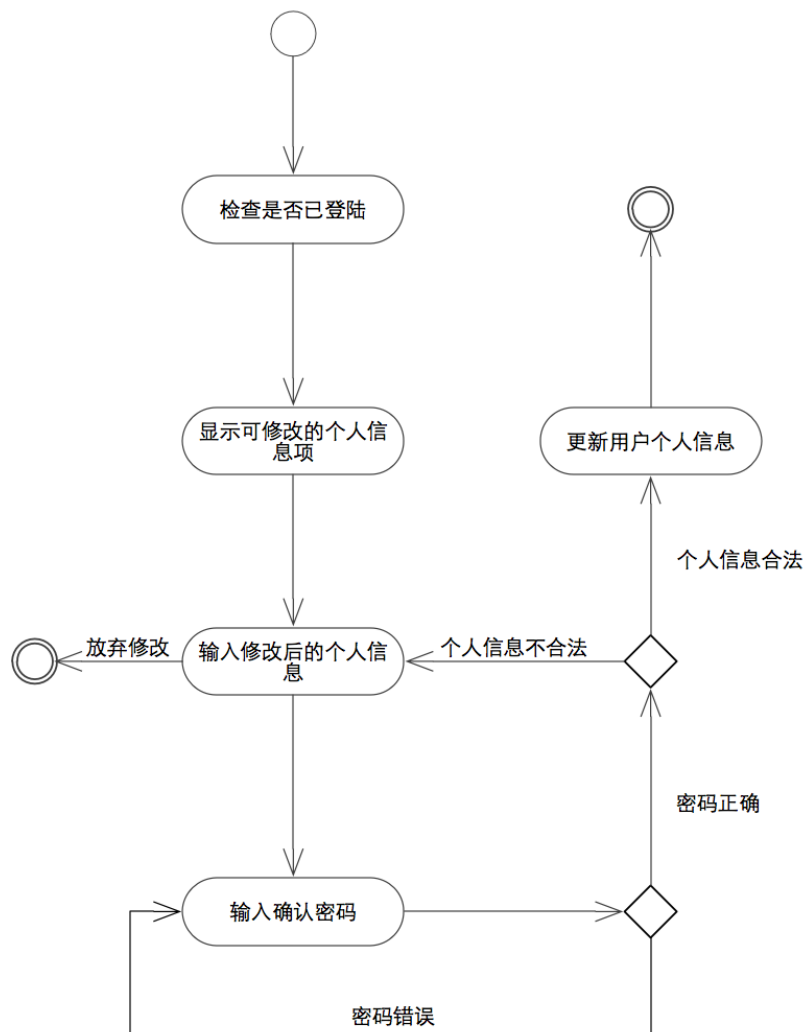 检查是否已登陆
显示可修改的个人信
息项
更新用户个人信息
个人信息合法
放弃修改
输入修改后的个人信
息
个人信息不合法
密码正确
输入确认密码
密码错误